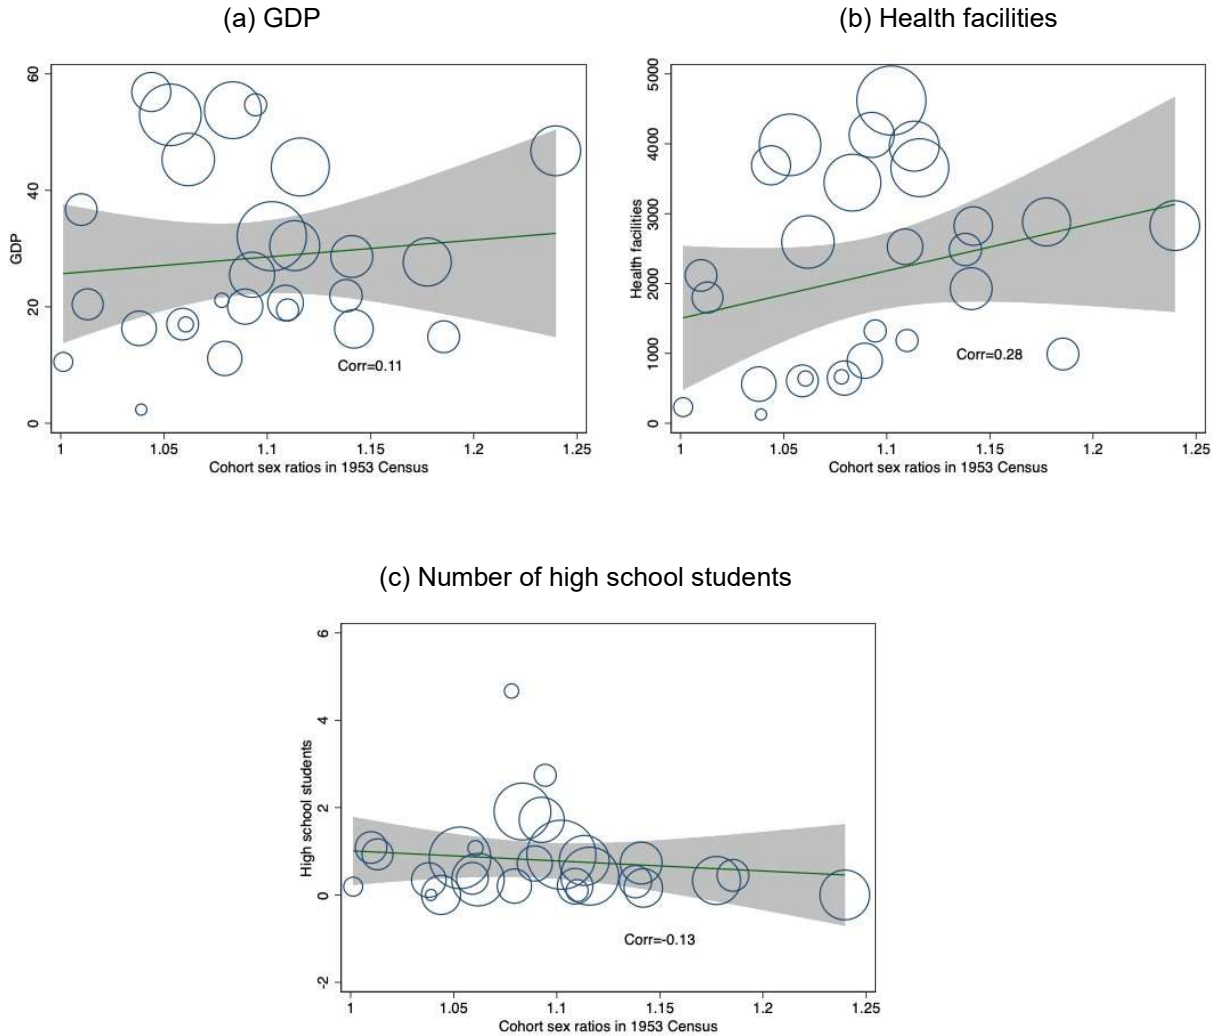 (a) GDP
60
40
20
0
GDP
Corr=0.11
1 1.05 1.1 1.15 1.2 1.25
Cohort sex ratios in 1953 Census
(b) Health facilities
5000
4000
3000
2000
1000
0
Health facilities
Corr=0.28
1 1.05 1.1 1.15 1.2 1.25
Cohort sex ratios in 1953 Census
(c) Number of high school students
6
4
2
0
-2
High school students
Corr=-0.13
1 1.05 1.1 1.15 1.2 1.25
Cohort sex ratios in 1953 Census